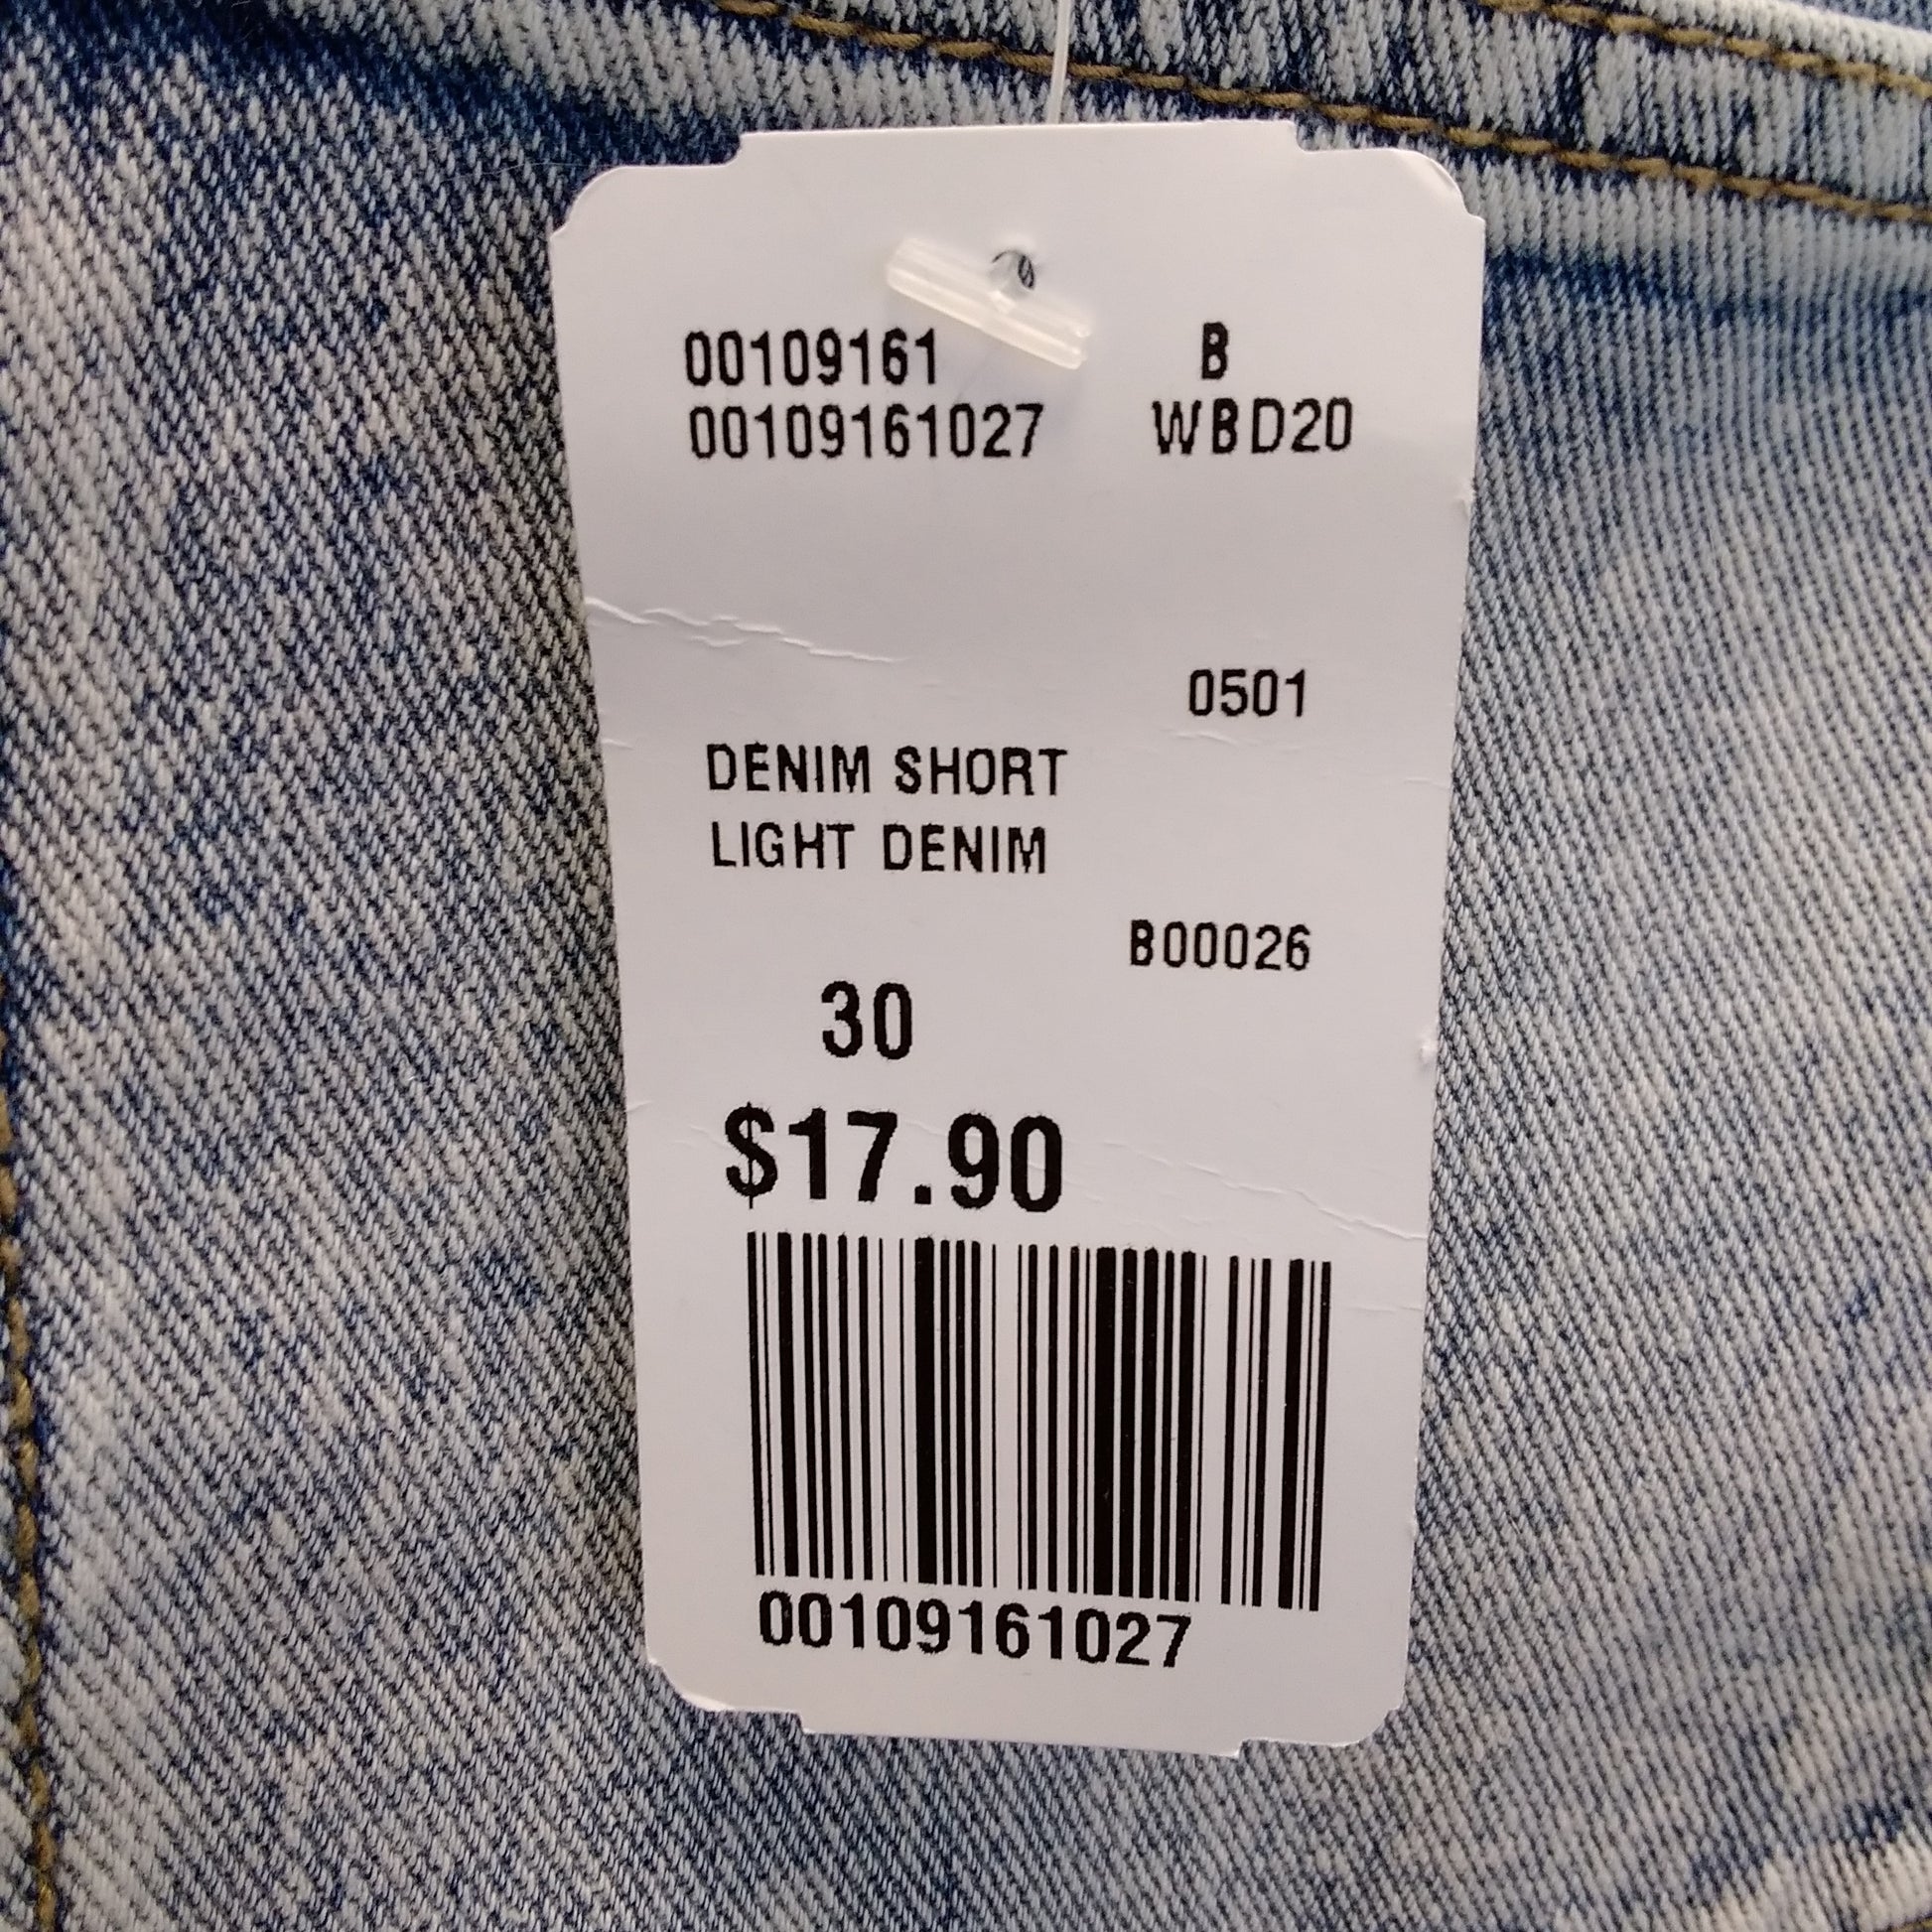 00109161 B
00109161027 WBD20
0501
DENIM SHORT
LIGHT DENIM
B00026
30
$17.90
00109161027